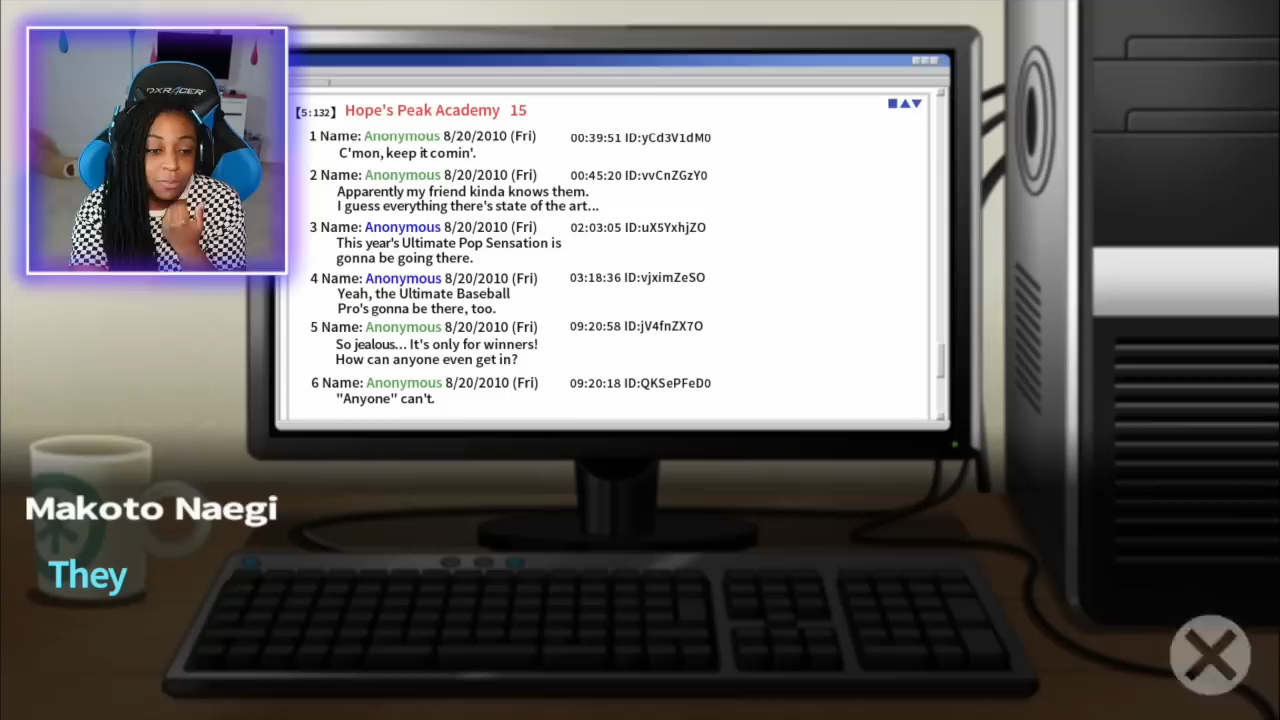 DXRACER
【5:132】 Hope's Peak Academy 15
1 Name: Anonymous 8/20/2010 (Fri) 00:39:51 ID:yCd3V1dM0
C'mon, keep it comin'.
2 Name: Anonymous 8/20/2010 (Fri) 00:45:20 ID:vvCnZGzY0
Apparently my friend kinda knows them.
I guess everything there's state of the art...
3 Name: Anonymous 8/20/2010 (Fri) 02:03:05 ID:uX5YxhjZO
This year's Ultimate Pop Sensation is
gonna be going there.
4 Name: Anonymous 8/20/2010 (Fri) 03:18:36 ID:vjximZeSO
Yeah, the Ultimate Baseball
Pro's gonna be there, too.
5 Name: Anonymous 8/20/2010 (Fri) 09:20:58 ID:jV4fnZX7O
So jealous... It's only for winners!
How can anyone even get in?
6 Name: Anonymous 8/20/2010 (Fri) 09:20:18 ID:QKSePFeD0
"Anyone" can't.
Makoto Naegi
They